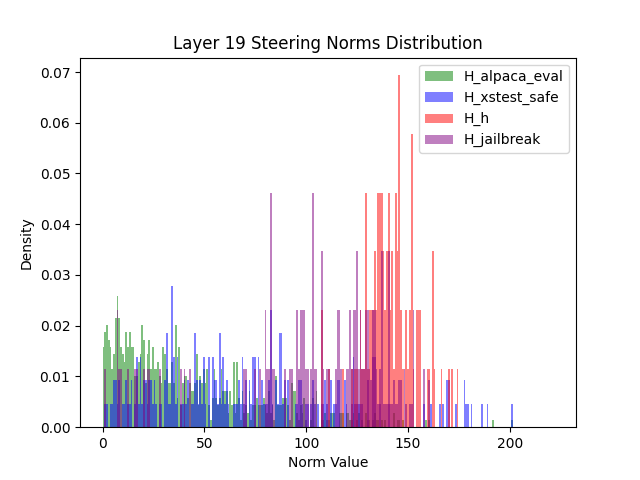 Layer 19 Steering Norms Distribution
H_alpaca_eval
H_xstest_safe
H_h
H_jailbreak
Density
0.07
0.06
0.05
0.04
0.03
0.02
0.01
0.00
0
50
100
150
200
Norm Value